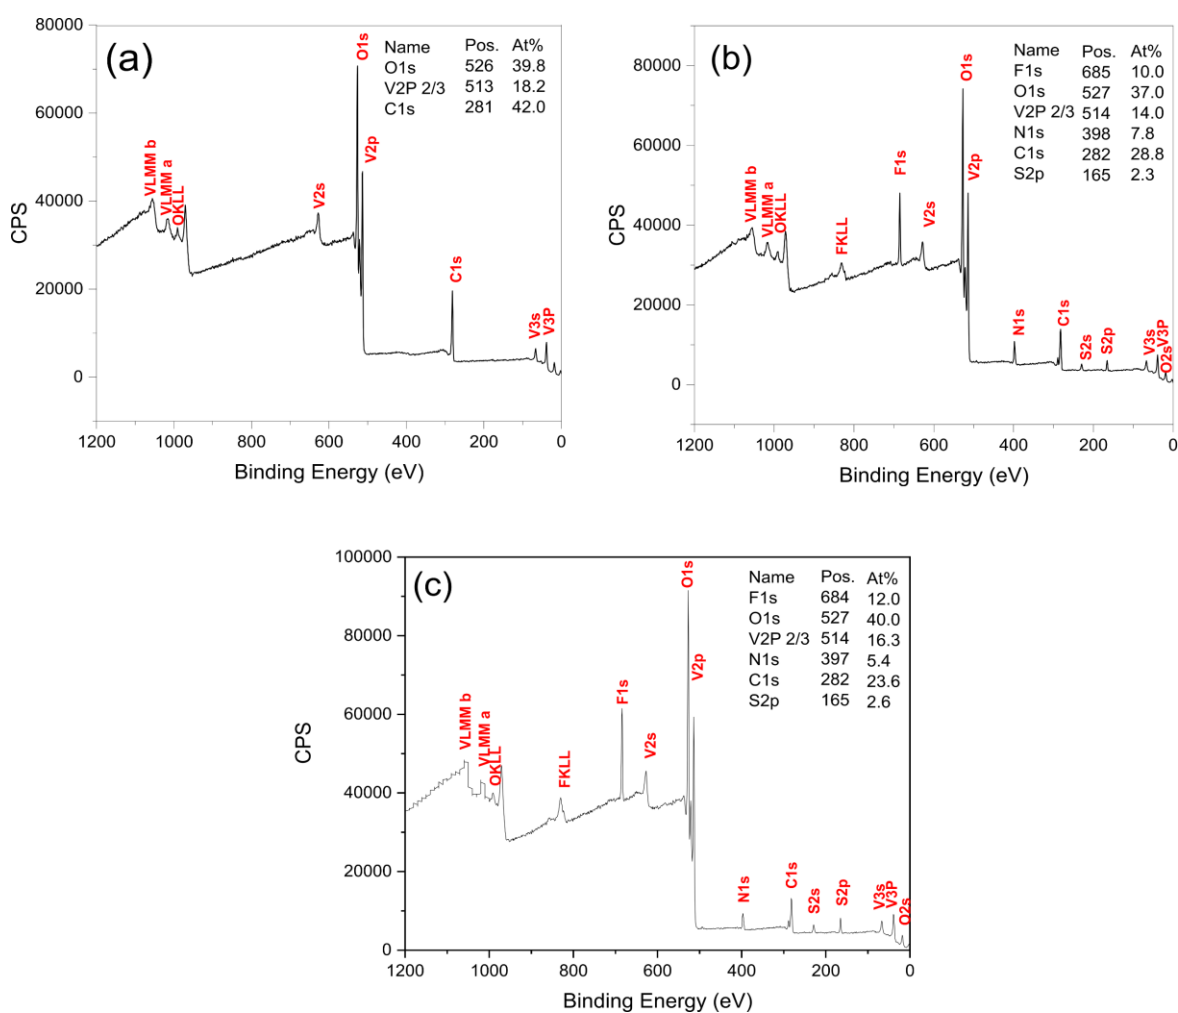 (a)
Name Pos. At%
O1s 526 39.8
V2P 2/3 513 18.2
C1s 281 42.0
80000
60000
40000
20000
0
CPS
VLMM b
VLMM a
OKLL
V2s
O1s
V2p
C1s
V3s
V3P
1200 1000 800 600 400 200 0
Binding Energy (eV)
(b)
Name Pos. At%
F1s 685 10.0
O1s 527 37.0
V2P 2/3 514 14.0
N1s 398 7.8
C1s 282 28.8
S2p 165 2.3
80000
60000
40000
20000
0
CPS
VLMM b
VLMM a
OKLL
FKLL
F1s
V2s
O1s
V2p
N1s
C1s
S2s
S2p
V3s
V3P
O2s
1200 1000 800 600 400 200 0
Binding Energy (eV)
(c)
Name Pos. At%
F1s 684 12.0
O1s 527 40.0
V2P 2/3 514 16.3
N1s 397 5.4
C1s 282 23.6
S2p 165 2.6
100000
80000
60000
40000
20000
0
CPS
VLMM b
VLMM a
OKLL
FKLL
F1s
V2s
O1s
V2p
N1s
C1s
S2s
S2p
V3s
V3P
O2s
1200 1000 800 600 400 200 0
Binding Energy (eV)